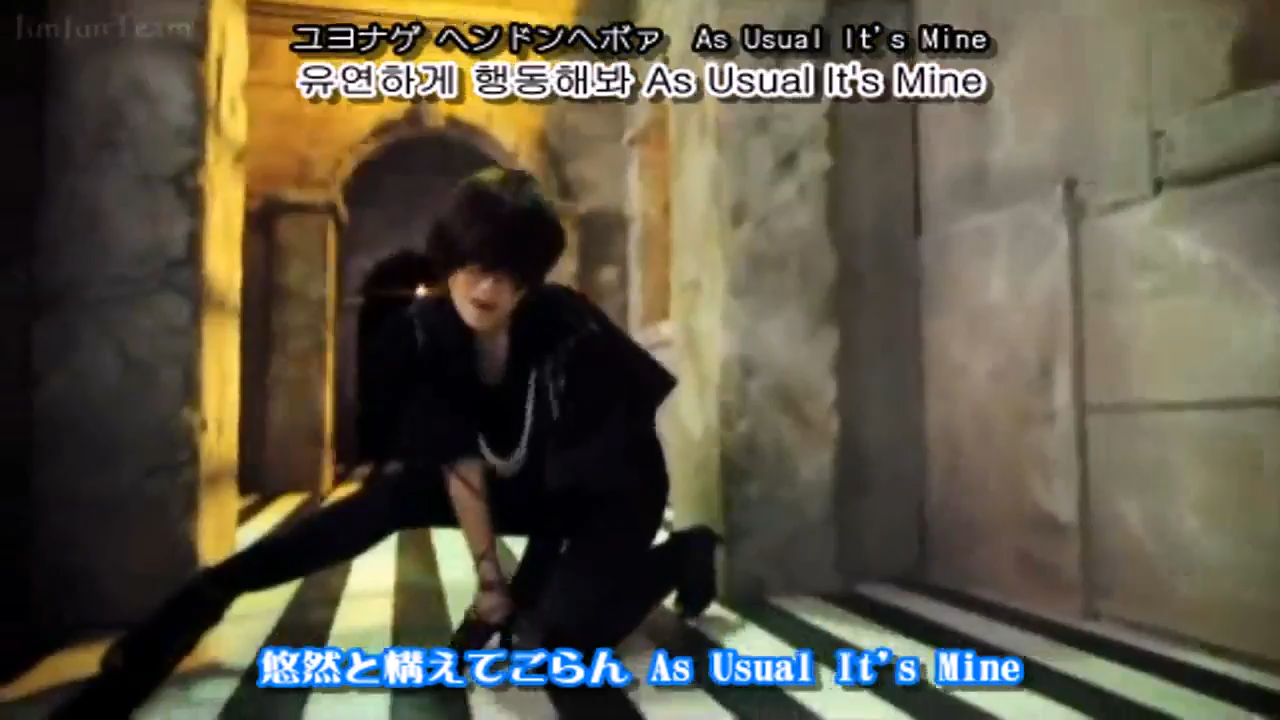 JunJunTeam
ユヨナゲ ヘンドンヘボァ As Usual It's Mine
유연하게 행동해봐 As Usual It's Mine
悠然と構えてごらん As Usual It's Mine